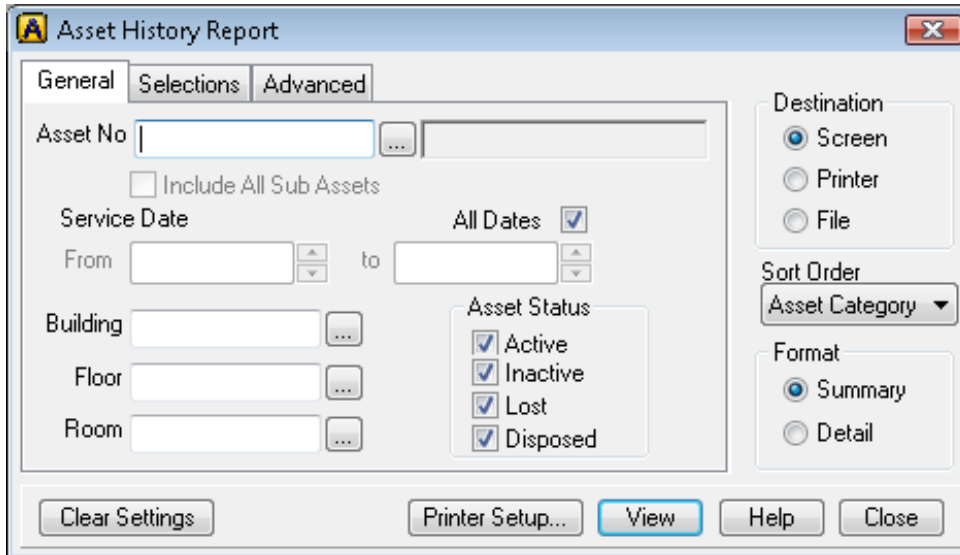 A Asset History Report
General Selections Advanced
Asset No ...
Include All Sub Assets
Service Date All Dates
From to
Building ...
Floor ...
Room ...
Asset Status
Active
Inactive
Lost
Disposed
Destination
Screen
Printer
File
Sort Order
Asset Category
Format
Summary
Detail
Clear Settings Printer Setup... View Help Close